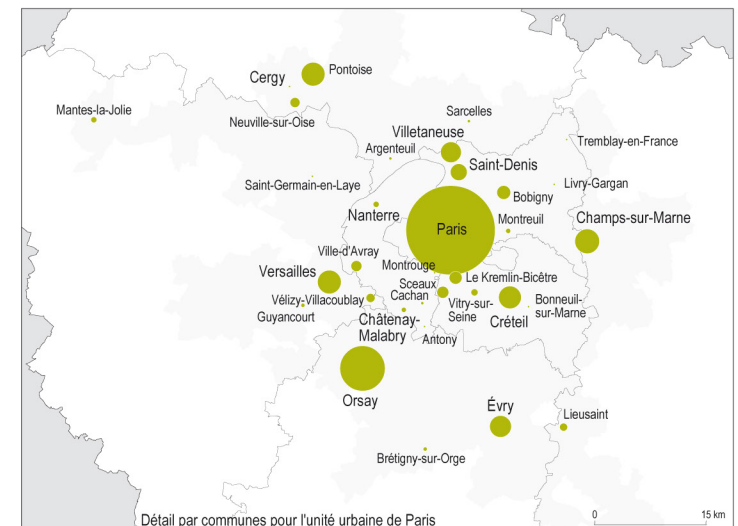 Pontoise
Cergy
Mantes-la-Jolie
Neuville-sur-Oise
Sarcelles
Villetaneuse
Argenteuil
Tremblay-en-France
Saint-Denis
Saint-Germain-en-Laye
Livry-Gargan
Bobigny
Nanterre
Montreuil
Champs-sur-Marne
Paris
Ville-d'Avray
Montrouge
Versailles
Le Kremlin-Bicêtre
Sceaux
Cachan
Vélizy-Villacoublay
Vitry-sur-
Seine
Bonneuil
sur-Marne
Guyancourt
Châtenay-
Malabry
Créteil
Antony
Orsay
Évry
Lieusaint
Brétigny-sur-Orge
Détail par communes pour l'unité urbaine de Paris
0 15 km